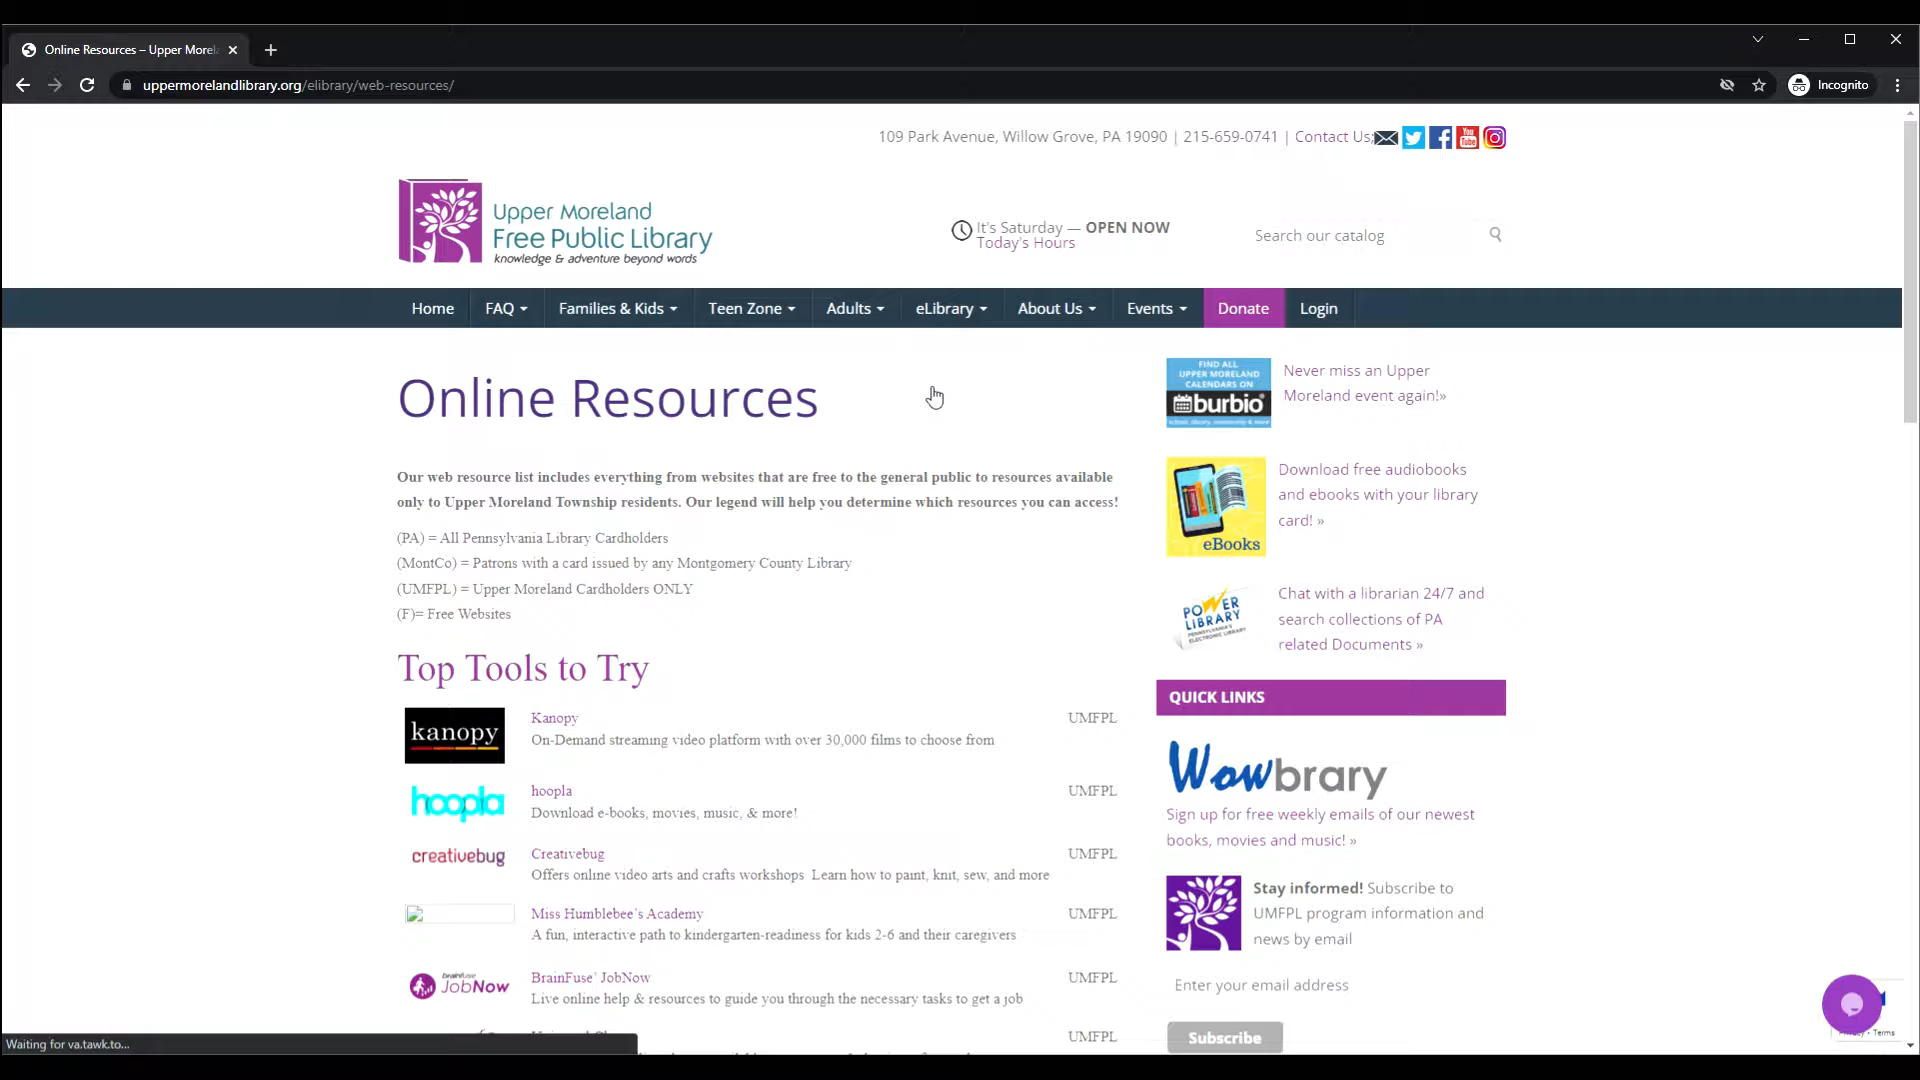 Online Resources – Upper Morel
uppermorelandlibrary.org/elibrary/web-resources/
Incognito
109 Park Avenue, Willow Grove, PA 19090 | 215-659-0741 | Contact Us
You
Tube
Upper Moreland
Free Public Library
knowledge & adventure beyond words
It's Saturday — OPEN NOW
Today's Hours
Search our catalog
Home FAQ Families & Kids Teen Zone Adults eLibrary About Us Events Donate Login
Online Resources
Our web resource list includes everything from websites that are free to the general public to resources available
only to Upper Moreland Township residents. Our legend will help you determine which resources you can access!
(PA) = All Pennsylvania Library Cardholders
(MontCo) = Patrons with a card issued by any Montgomery County Library
(UMFPL) = Upper Moreland Cardholders ONLY
(F)= Free Websites
Top Tools to Try
kanopy
Kanopy UMFPL
On-Demand streaming video platform with over 30,000 films to choose from
hoopla
hoopla UMFPL
Download e-books, movies, music, & more!
creativebug
Creativebug UMFPL
Offers online video arts and crafts workshops Learn how to paint, knit, sew, and more
Miss Humblebee's Academy UMFPL
A fun, interactive path to kindergarten-readiness for kids 2-6 and their caregivers
brainfuse
JobNow
BrainFuse' JobNow UMFPL
Live online help & resources to guide you through the necessary tasks to get a job
UMFPL
FIND ALL
UPPER MORELAND
CALENDARS ON
burbio
Never miss an Upper
Moreland event again!»
eBooks
Download free audiobooks
and ebooks with your library
card! »
POWER
LIBRARY
PENNSYLVANIA'S
ELECTRONIC LIBRARY
Chat with a librarian 24/7 and
search collections of PA
related Documents »
QUICK LINKS
Wowbrary
Sign up for free weekly emails of our newest
books, movies and music! »
Stay informed! Subscribe to
UMFPL program information and
news by email
Enter your email address
Subscribe
Terms
Waiting for va.tawk.to...